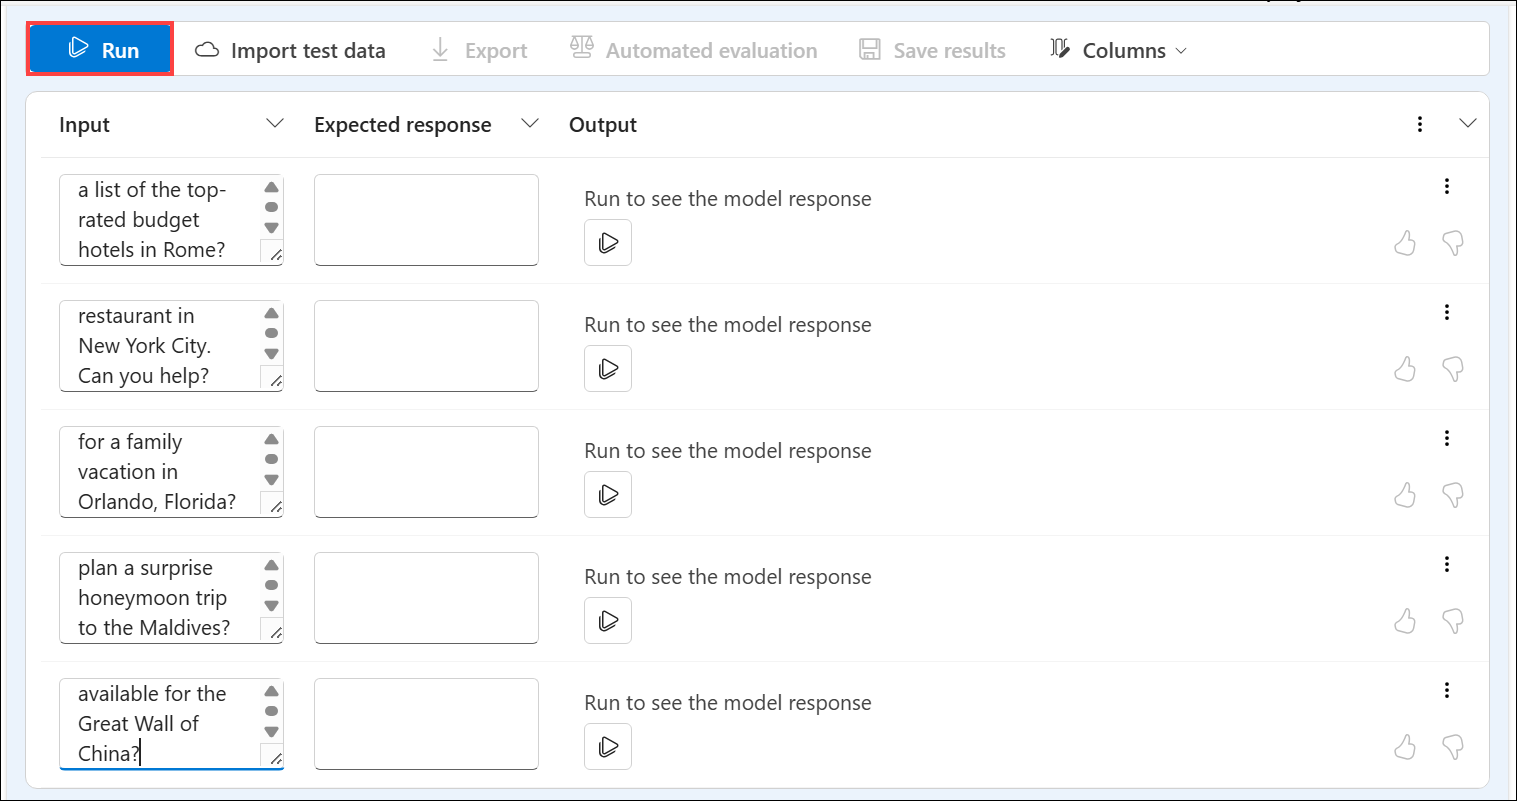 Run Import test data Export Automated evaluation Save results Columns
Input Expected response Output
a list of the top-
rated budget
hotels in Rome?
Run to see the model response
restaurant in
New York City.
Can you help?
Run to see the model response
for a family
vacation in
Orlando, Florida?
Run to see the model response
plan a surprise
honeymoon trip
to the Maldives?
Run to see the model response
available for the
Great Wall of
China?
Run to see the model response